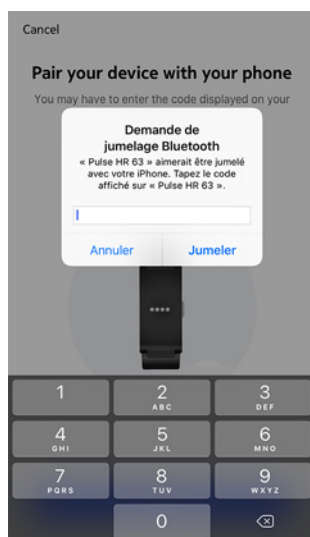 Cancel
Pair your device with your phone
You may have to enter the code displayed on your
Demande de
jumelage Bluetooth
« Pulse HR 63 » aimerait être jumelé
avec votre iPhone. Tapez le code
affiché sur « Pulse HR 63 ».
Annuler Jumeler
****
1 2 3
ABC DEF
4 5 6
GHI JKL MNO
7 8 9
PQRS TUV WXYZ
0